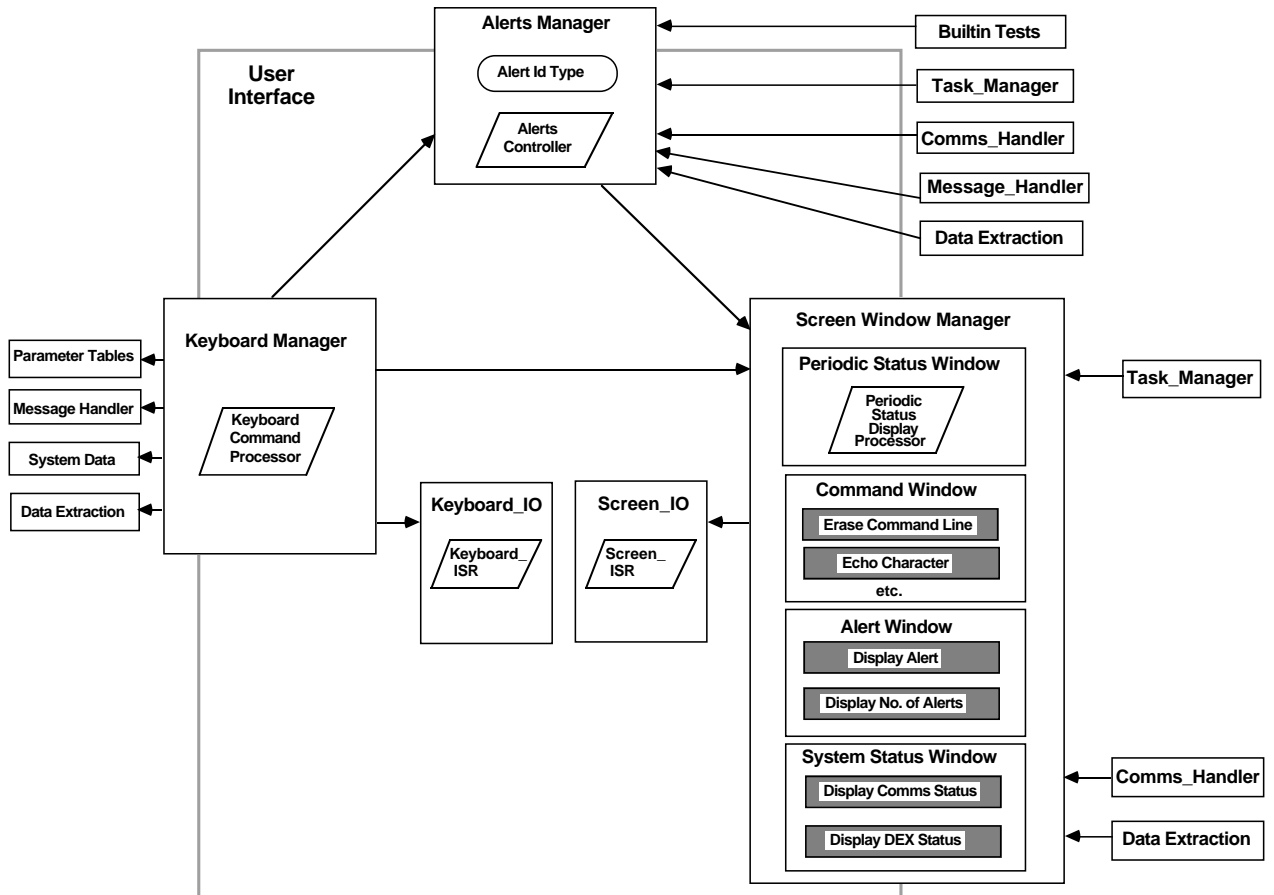 Alerts Manager
Alert Id Type
Alerts
Controller
Builtin Tests
Task_Manager
Comms_Handler
Message_Handler
Data Extraction
User
Interface
Keyboard Manager
Keyboard
Command
Processor
Parameter Tables
Message Handler
System Data
Data Extraction
Keyboard_IO
Keyboard_
ISR
Screen_IO
Screen_
ISR
Screen Window Manager
Periodic Status Window
Periodic
Status
Display
Processor
Command Window
Erase Command Line
Echo Character
etc.
Alert Window
Display Alert
Display No. of Alerts
System Status Window
Display Comms Status
Display DEX Status
Task_Manager
Comms_Handler
Data Extraction